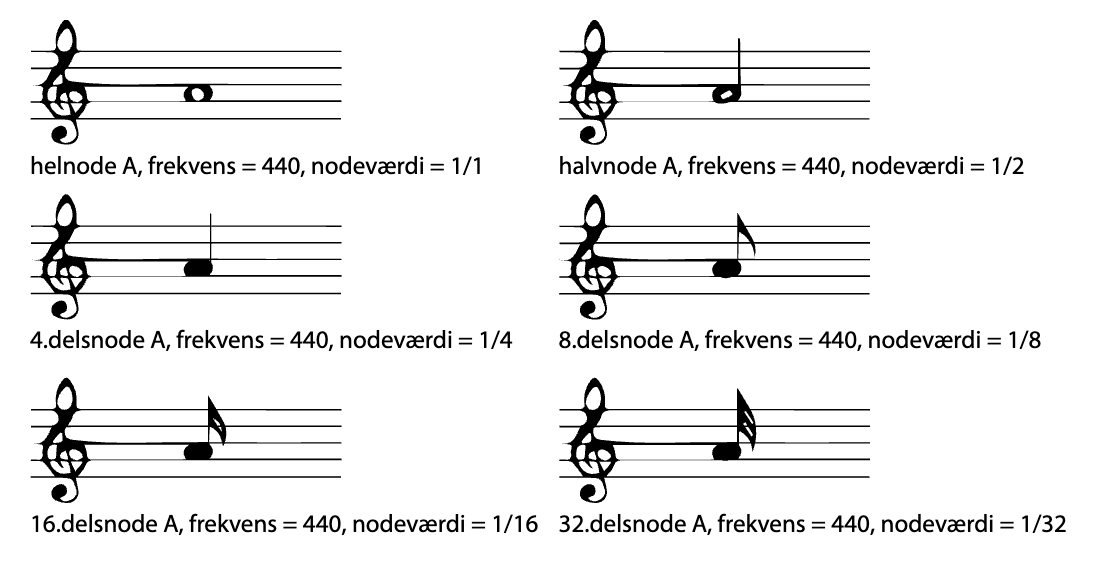 helnode A, frekvens = 440, nodeværdi = 1/1
halvnode A, frekvens = 440, nodeværdi = 1/2
4.delsnode A, frekvens = 440, nodeværdi = 1/4
8.delsnode A, frekvens = 440, nodeværdi = 1/8
16.delsnode A, frekvens = 440, nodeværdi = 1/16
32.delsnode A, frekvens = 440, nodeværdi = 1/32